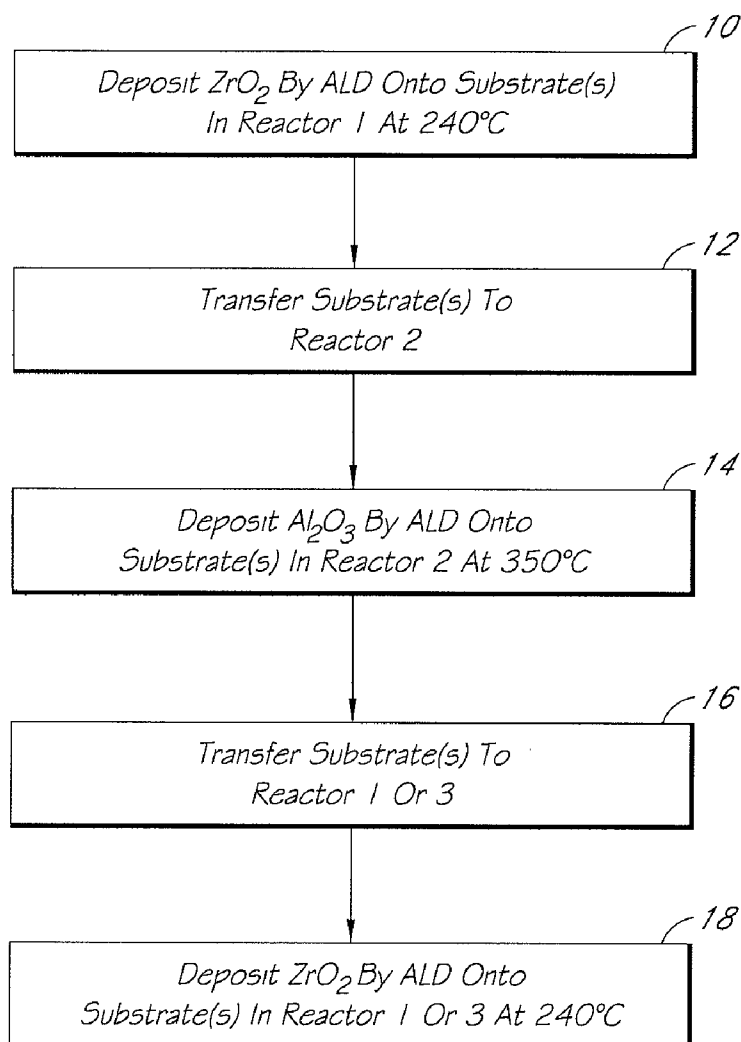 10
Deposit ZrO2 By ALD Onto Substrate(s)
In Reactor 1 At 240°C
12
Transfer Substrate(s) To
Reactor 2
14
Deposit Al2O3 By ALD Onto
Substrate(s) In Reactor 2 At 350°C
16
Transfer Substrate(s) To
Reactor 1 Or 3
18
Deposit ZrO2 By ALD Onto
Substrate(s) In Reactor 1 Or 3 At 240°C